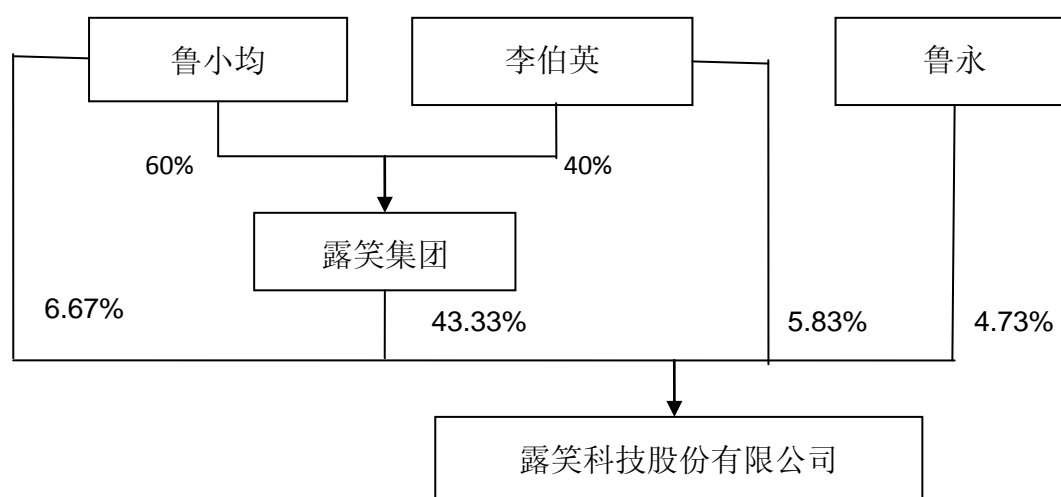 鲁小均
李伯英
鲁永
60%
40%
露笑集团
6.67%
43.33%
5.83%
4.73%
露笑科技股份有限公司